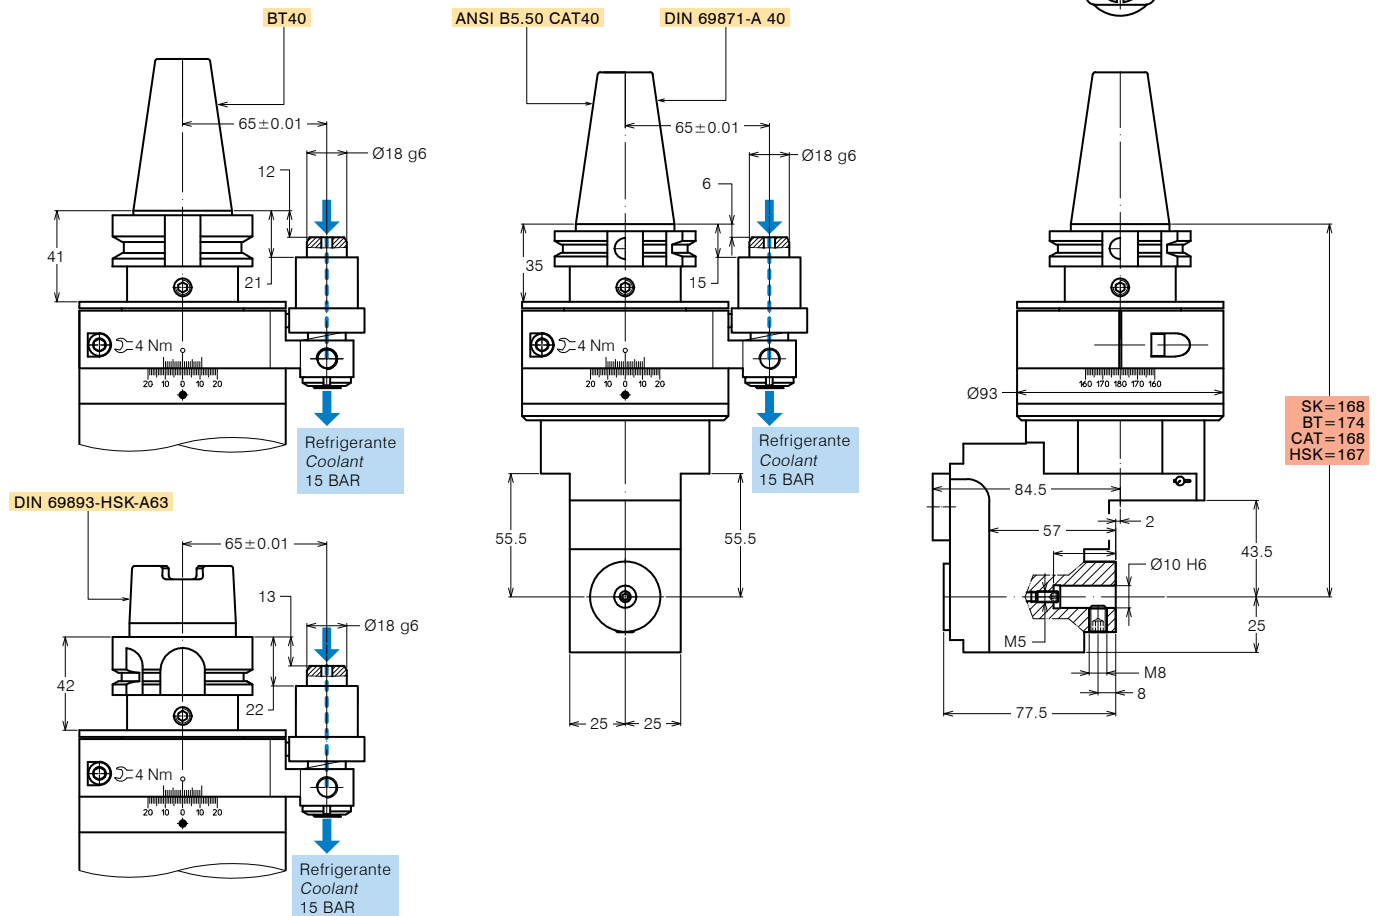 BT40
ANSI B5.50 CAT40
DIN 69871-A 40
65±0.01
Ø18 g6
12
41
21
4 Nm
20 10 0 10 20
Refrigerante
Coolant
15 BAR
65±0.01
Ø18 g6
6
35
15
4 Nm
20 10 0 10 20
Refrigerante
Coolant
15 BAR
55.5
55.5
25
25
160 170 180 170 160
Ø93
SK=168
BT=174
CAT=168
HSK=167
84.5
57
2
43.5
Ø10 H6
25
M5
M8
8
77.5
DIN 69893-HSK-A63
65±0.01
13
Ø18 g6
42
22
4 Nm
20 10 0 10 20
Refrigerante
Coolant
15 BAR